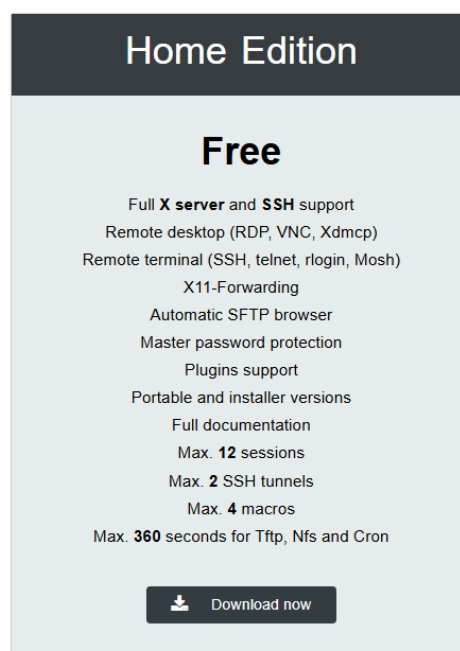 Home Edition
Free
Full X server and SSH support
Remote desktop (RDP, VNC, Xdmcp)
Remote terminal (SSH, telnet, rlogin, Mosh)
X11-Forwarding
Automatic SFTP browser
Master password protection
Plugins support
Portable and installer versions
Full documentation
Max. 12 sessions
Max. 2 SSH tunnels
Max. 4 macros
Max. 360 seconds for Tftp, Nfs and Cron
Download now